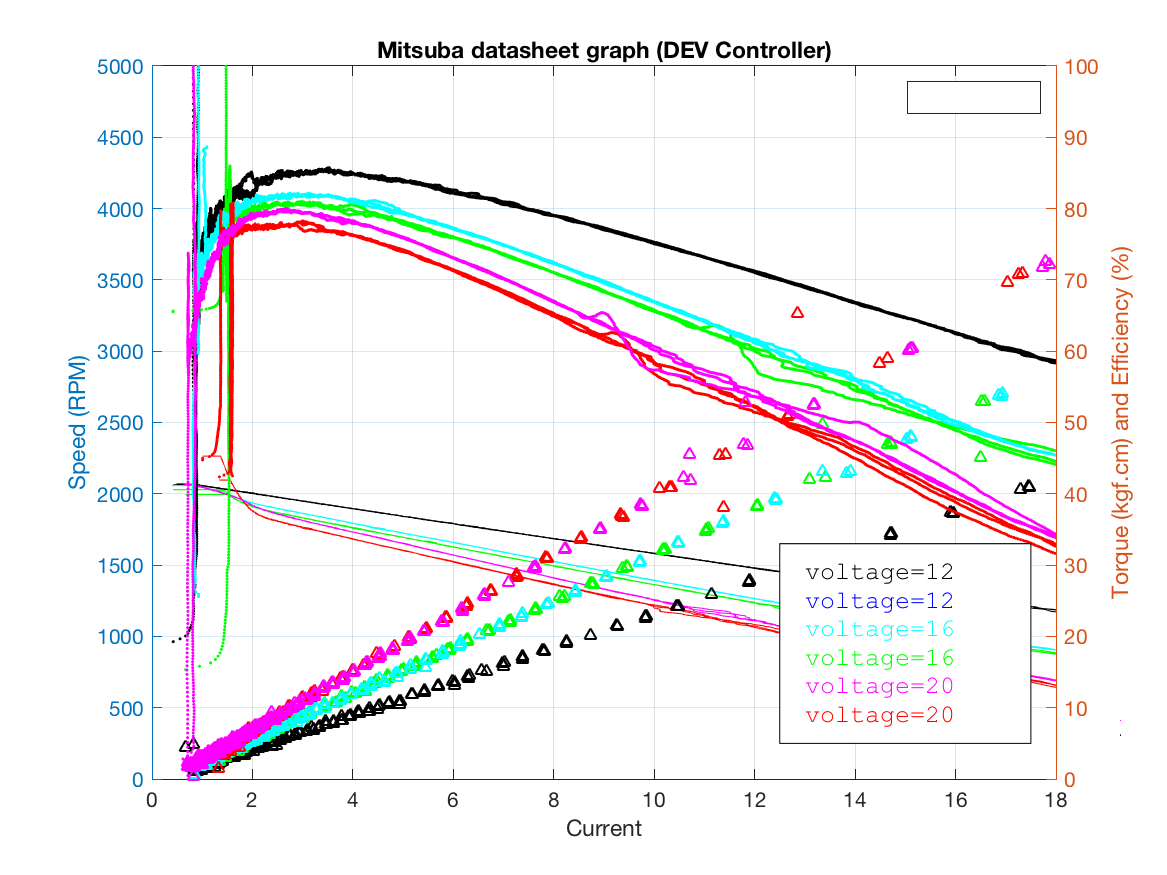 Mitsuba datasheet graph (DEV Controller)
5000
4500
4000
3500
3000
2500
2000
1500
1000
500
0
Speed (RPM)
100
90
80
70
60
50
40
30
20
10
0
Torque (kgf.cm) and Efficiency (%)
voltage=12
voltage=12
voltage=16
voltage=16
voltage=20
voltage=20
0 2 4 6 8 10 12 14 16 18
Current